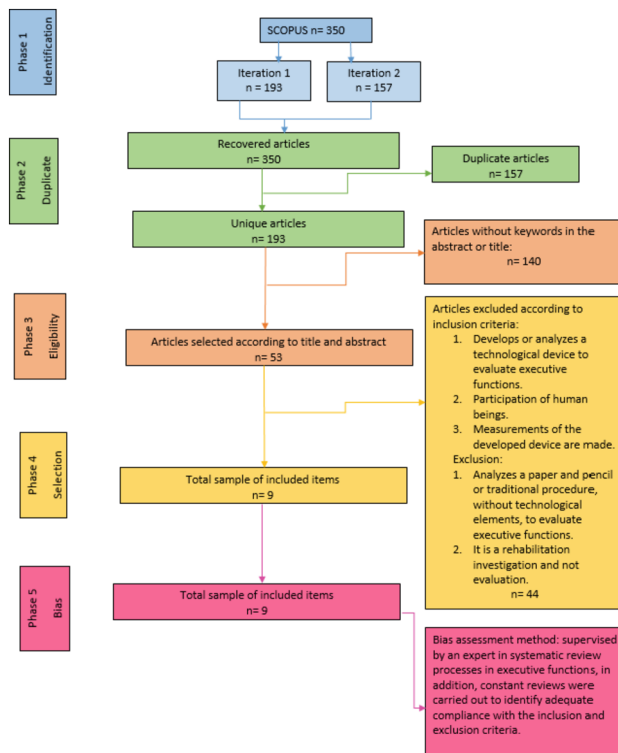 Phase 1
Identification
SCOPUS n= 350
Iteration 1
n = 193
Iteration 2
n = 157
Phase 2
Duplicate
Recovered articles
n= 350
Duplicate articles
n= 157
Unique articles
n= 193
Articles without keywords in the
abstract or title:
n= 140
Phase 3
Eligibility
Articles selected according to title and abstract
n= 53
Articles excluded according to
inclusion criteria:
1. Develops or analyzes a
technological device to
evaluate executive
functions.
2. Participation of human
beings.
3. Measurements of the
developed device are made.
Exclusion:
1. Analyzes a paper and pencil
or traditional procedure,
without technological
elements, to evaluate
executive functions.
2. It is a rehabilitation
investigation and not
evaluation.
n= 44
Phase 4
Selection
Total sample of included items
n= 9
Phase 5
Bias
Total sample of included items
n= 9
Bias assessment method: supervised
by an expert in systematic review
processes in executive functions, in
addition, constant reviews were
carried out to identify adequate
compliance with the inclusion and
exclusion criteria.